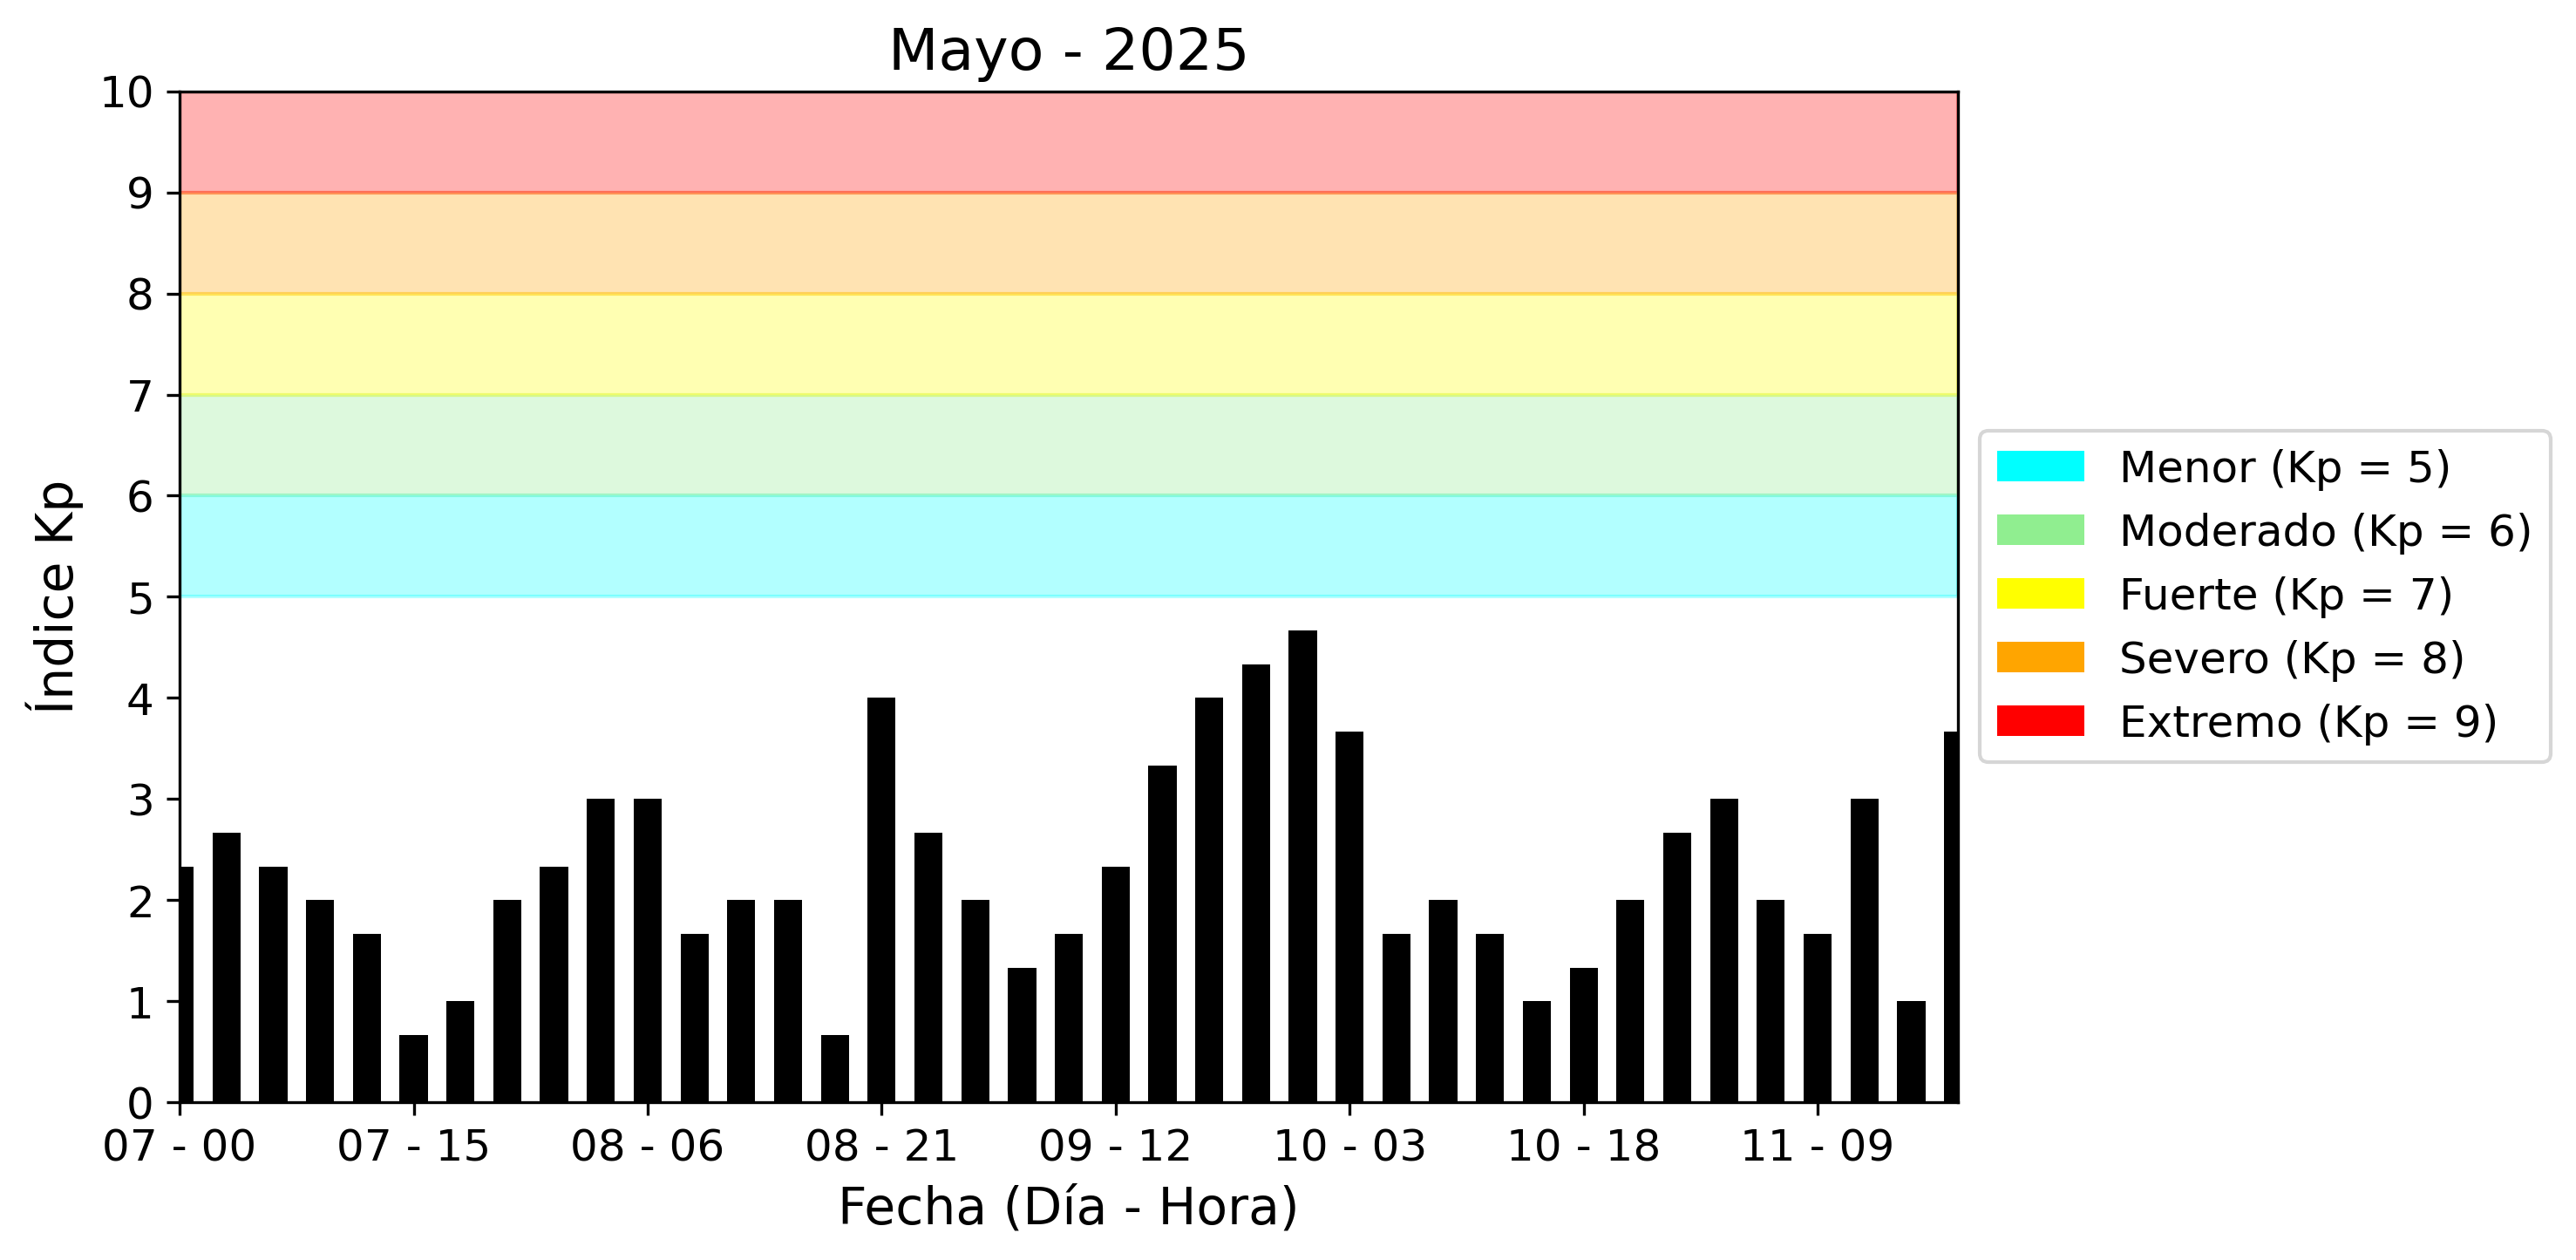 Mayo - 2025
10
9
8
7
6
5
4
3
2
1
0
Índice Kp
07 - 00
07 - 15
08 - 06
08 - 21
09 - 12
10 - 03
10 - 18
11 - 09
Fecha (Día - Hora)
Menor (Kp = 5)
Moderado (Kp = 6)
Fuerte (Kp = 7)
Severo (Kp = 8)
Extremo (Kp = 9)